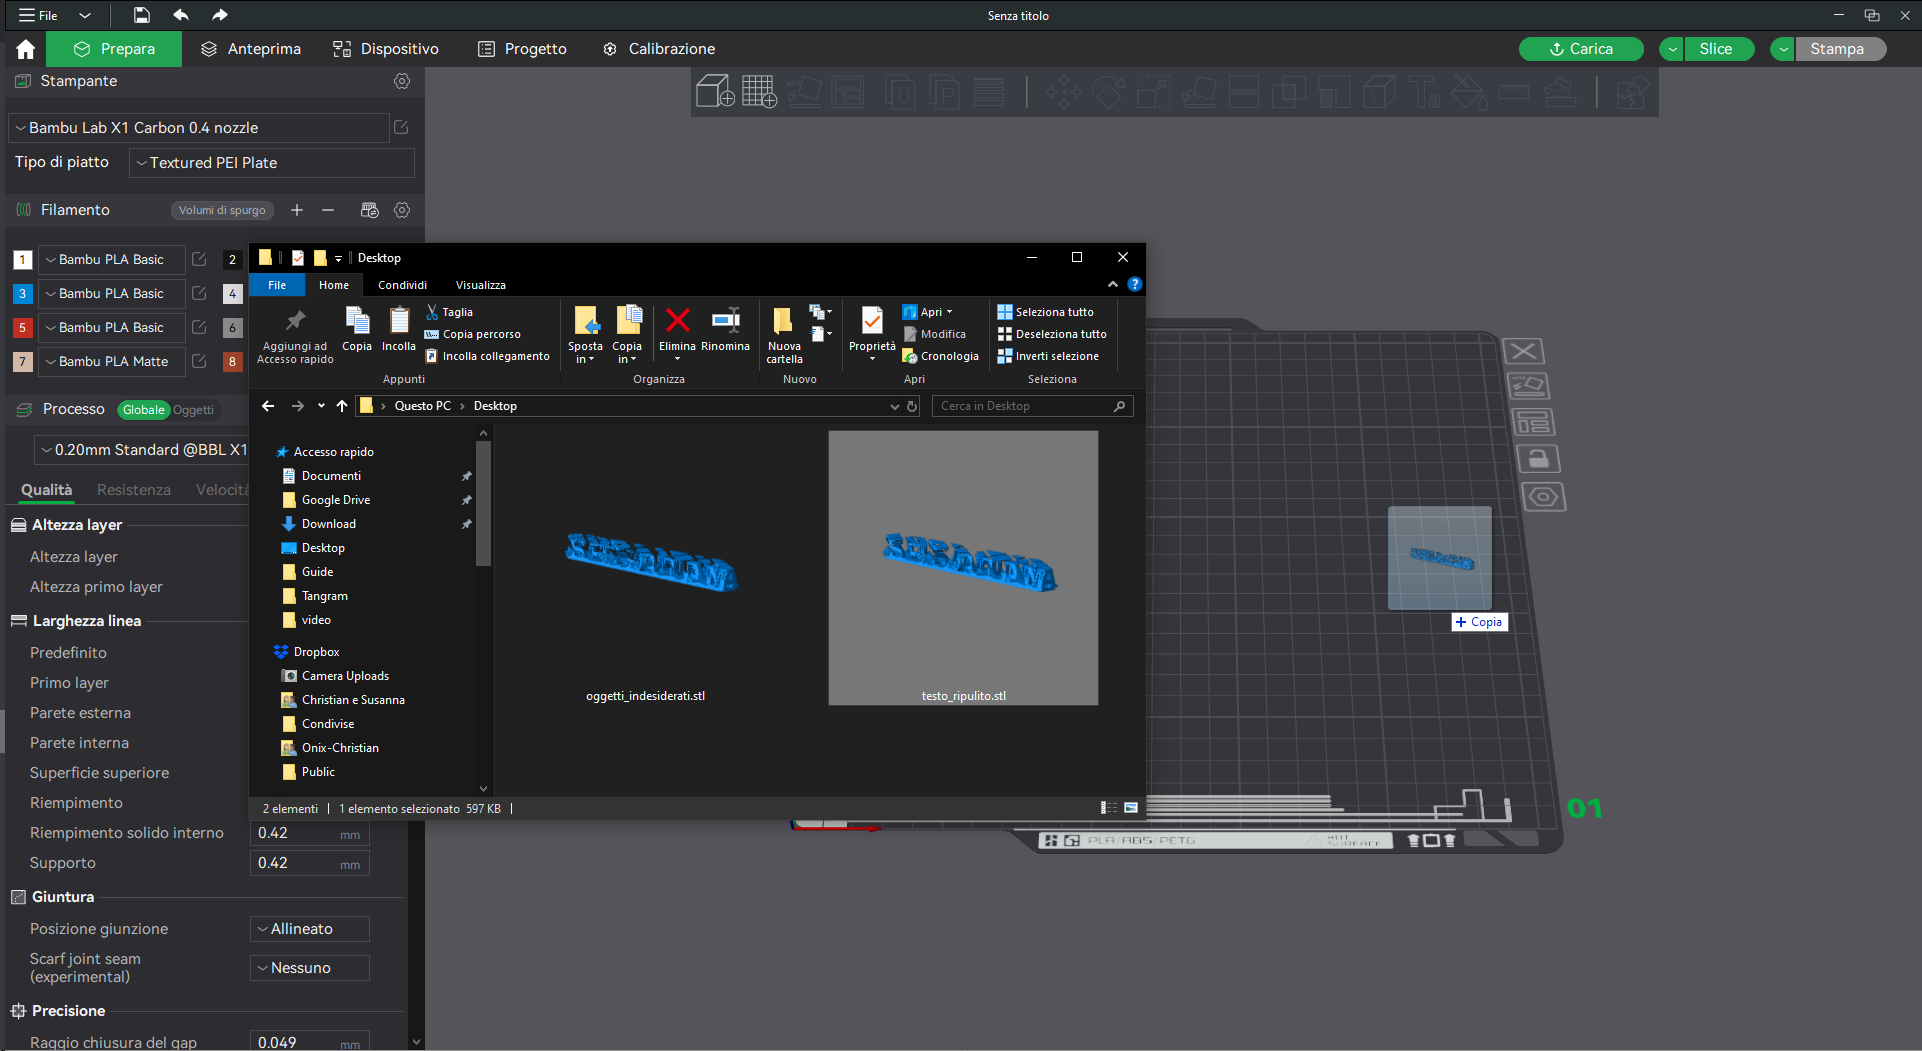 File
Senza titolo
Prepara
Anteprima
Dispositivo
Progetto
Calibrazione
Carica
Slice
Stampa
Stampante
Bambu Lab X1 Carbon 0.4 nozzle
Tipo di piatto
Textured PEI Plate
Filamento
Volumi di spurgo
1 Bambu PLA Basic 2
3 Bambu PLA Basic 4
5 Bambu PLA Basic 6
7 Bambu PLA Matte 8
Processo
Globale
Oggetti
0.20mm Standard @BBL X1
Qualità
Resistenza
Velocità
Altezza layer
Altezza layer
Altezza primo layer
Larghezza linea
Predefinito
Primo layer
Parete esterna
Parete interna
Superficie superiore
Riempimento
Riempimento solido interno 0.42 mm
Supporto 0.42 mm
Giuntura
Posizione giunzione Allineato
Scarf joint seam
(experimental)
Nessuno
Precisione
Raggio chiusura del gap 0.049 mm
Desktop
File
Home
Condividi
Visualizza
Aggiungi ad
Accesso rapido
Copia
Incolla
Taglia
Copia percorso
Incolla collegamento
Appunti
Sposta
in
Copia
in
Elimina
Rinomina
Organizza
Nuova
cartella
Nuovo
Proprietà
Apri
Modifica
Cronologia
Apri
Seleziona tutto
Deseleziona tutto
Inverti selezione
Seleziona
Questo PC
Desktop
Cerca in Desktop
Accesso rapido
Documenti
Google Drive
Download
Desktop
Guide
Tangram
video
Dropbox
Camera Uploads
Christian e Susanna
Condivise
Onix-Christian
Public
oggetti_indesiderati.stl
testo_ripulito.stl
2 elementi
1 elemento selezionato 597 KB
+ Copia
01
PLA/ABS/PETG
HOT
SURFACE